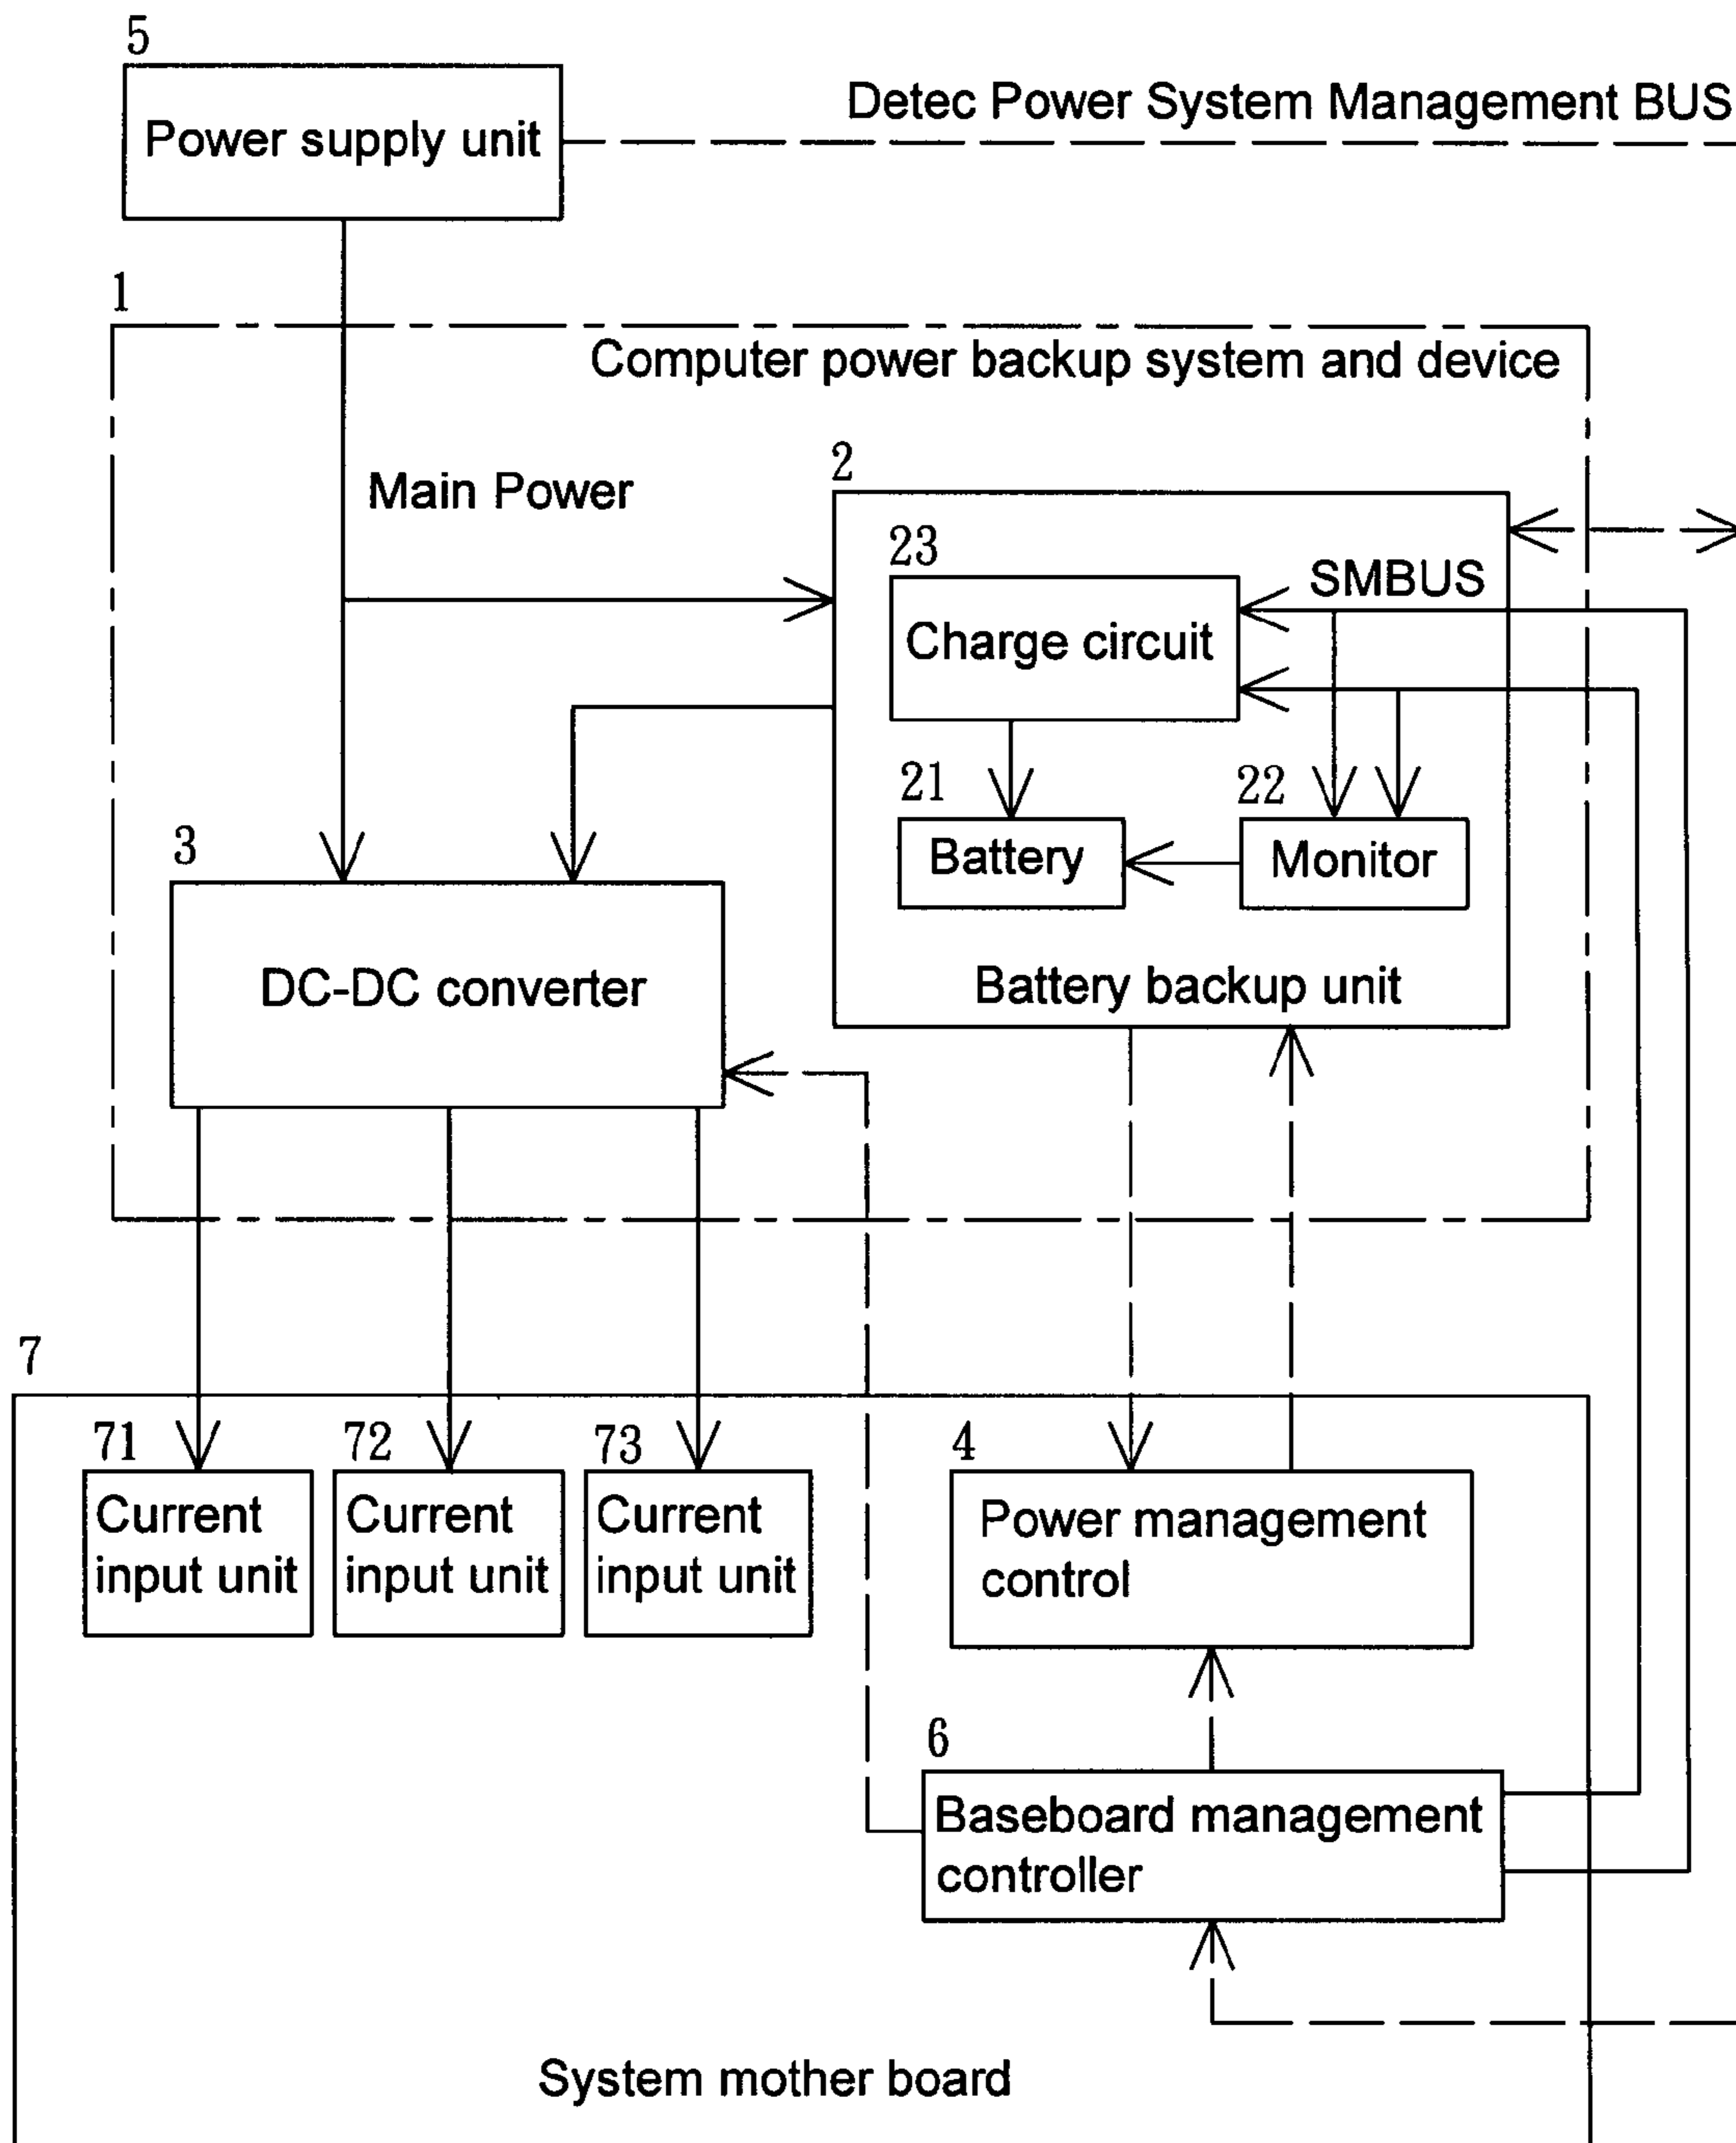 5
Power supply unit
Detec Power System Management BUS
1
Computer power backup system and device
Main Power
2
23
SMBUS
Charge circuit
21
22
Battery
Monitor
3
DC-DC converter
Battery backup unit
7
71
72
73
4
Current
input unit
Current
input unit
Current
input unit
Power management
control
6
Baseboard management
controller
System mother board